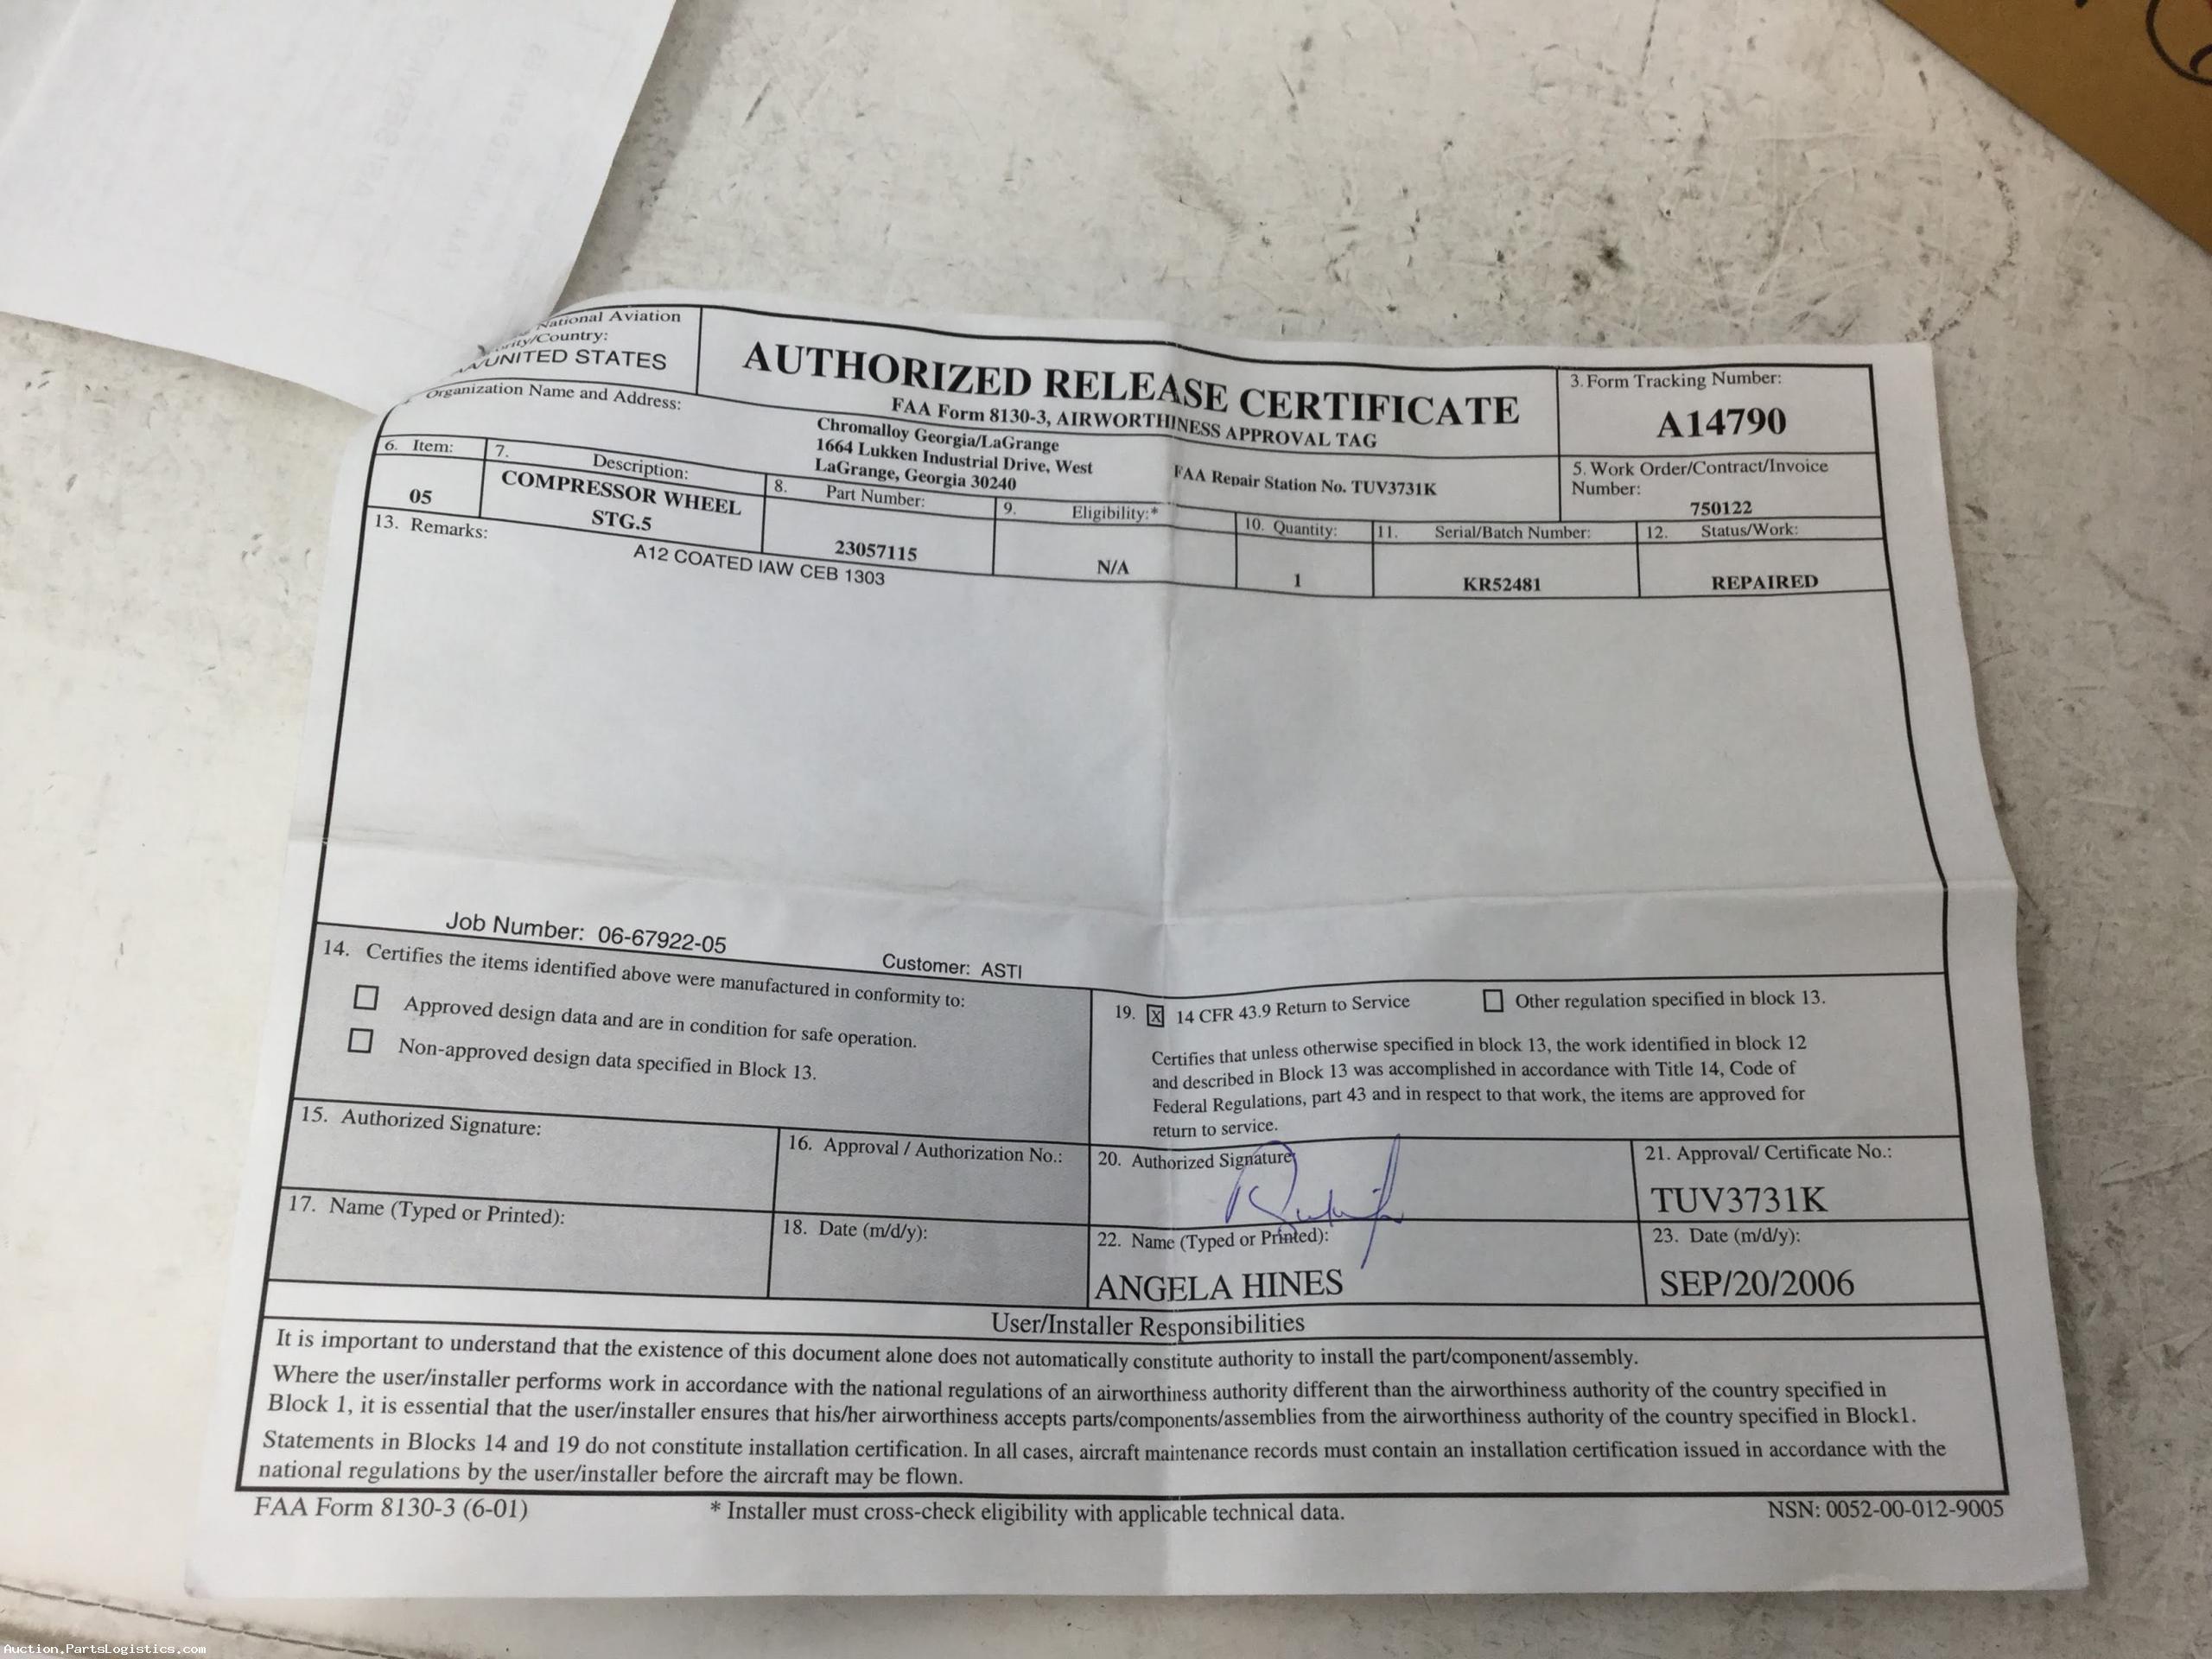 National Aviation
/Country:
UNITED STATES
AUTHORIZED RELEASE CERTIFICATE
FAA Form 8130-3, AIRWORTHINESS APPROVAL TAG
3. Form Tracking Number:
A14790
Organization Name and Address:
Chromalloy Georgia/LaGrange
1664 Lukken Industrial Drive, West
LaGrange, Georgia 30240
FAA Repair Station No. TUV3731K
5. Work Order/Contract/Invoice
Number:
750122
6. Item:
05
7. Description:
COMPRESSOR WHEEL
STG.5
8. Part Number:
23057115
9. Eligibility:*
N/A
10. Quantity:
1
11. Serial/Batch Number:
KR52481
12. Status/Work:
REPAIRED
13. Remarks:
A12 COATED IAW CEB 1303
Job Number: 06-67922-05
Customer: ASTI
14. Certifies the items identified above were manufactured in conformity to:
Approved design data and are in condition for safe operation.
Non-approved design data specified in Block 13.
19. X 14 CFR 43.9 Return to Service
Other regulation specified in block 13.
Certifies that unless otherwise specified in block 13, the work identified in block 12
and described in Block 13 was accomplished in accordance with Title 14, Code of
Federal Regulations, part 43 and in respect to that work, the items are approved for
return to service.
15. Authorized Signature:
16. Approval / Authorization No.:
20. Authorized Signature
21. Approval/ Certificate No.:
TUV3731K
17. Name (Typed or Printed):
18. Date (m/d/y):
22. Name (Typed or Printed):
ANGELA HINES
23. Date (m/d/y):
SEP/20/2006
User/Installer Responsibilities
It is important to understand that the existence of this document alone does not automatically constitute authority to install the part/component/assembly.
Where the user/installer performs work in accordance with the national regulations of an airworthiness authority different than the airworthiness authority of the country specified in
Block 1, it is essential that the user/installer ensures that his/her airworthiness accepts parts/components/assemblies from the airworthiness authority of the country specified in Block1.
Statements in Blocks 14 and 19 do not constitute installation certification. In all cases, aircraft maintenance records must contain an installation certification issued in accordance with the
national regulations by the user/installer before the aircraft may be flown.
FAA Form 8130-3 (6-01)
* Installer must cross-check eligibility with applicable technical data.
NSN: 0052-00-012-9005
Auction.PartsLogistics.com